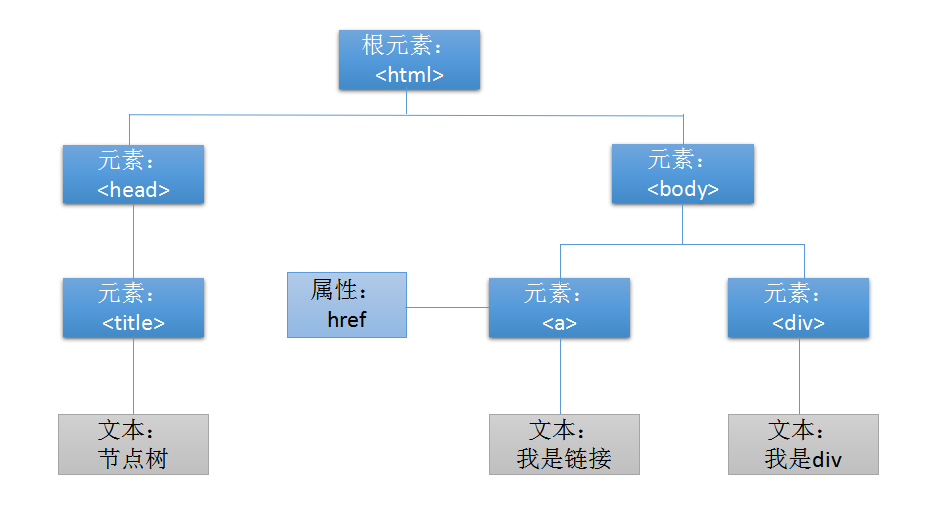 根元素：
<html>
元素：
<head>
元素：
<body>
元素：
<title>
属性：
href
元素：
<a>
元素：
<div>
文本：
节点树
文本：
我是链接
文本：
我是div